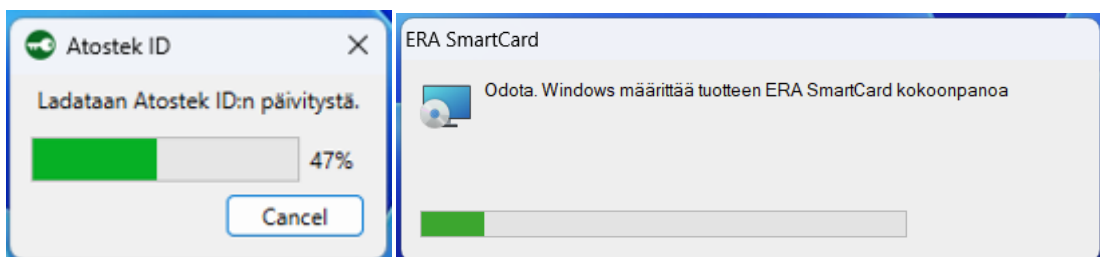 Atostek ID
Ladataan Atostek ID:n päivitystä.
47%
Cancel
ERA SmartCard
Odota. Windows määrittää tuotteen ERA SmartCard kokoonpanoa